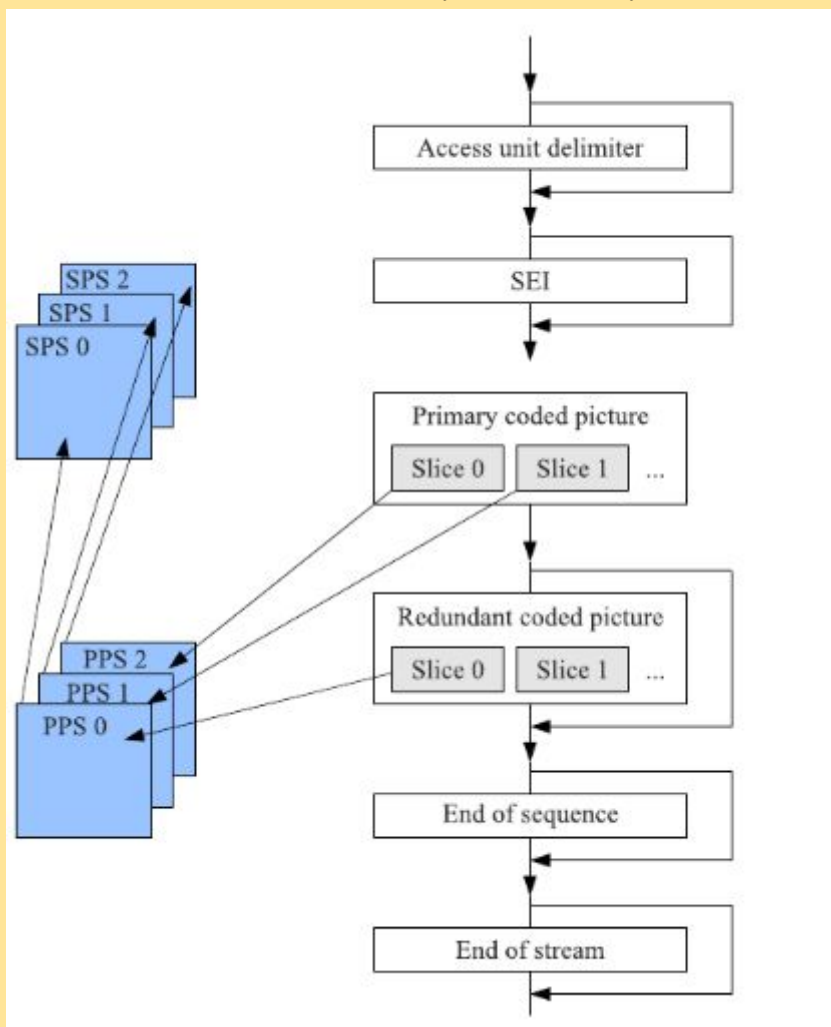 Access unit delimiter
SEI
SPS 2
SPS 1
SPS 0
Primary coded picture
Slice 0 Slice 1 ...
Redundant coded picture
Slice 0 Slice 1 ...
PPS 2
PPS 1
PPS 0
End of sequence
End of stream